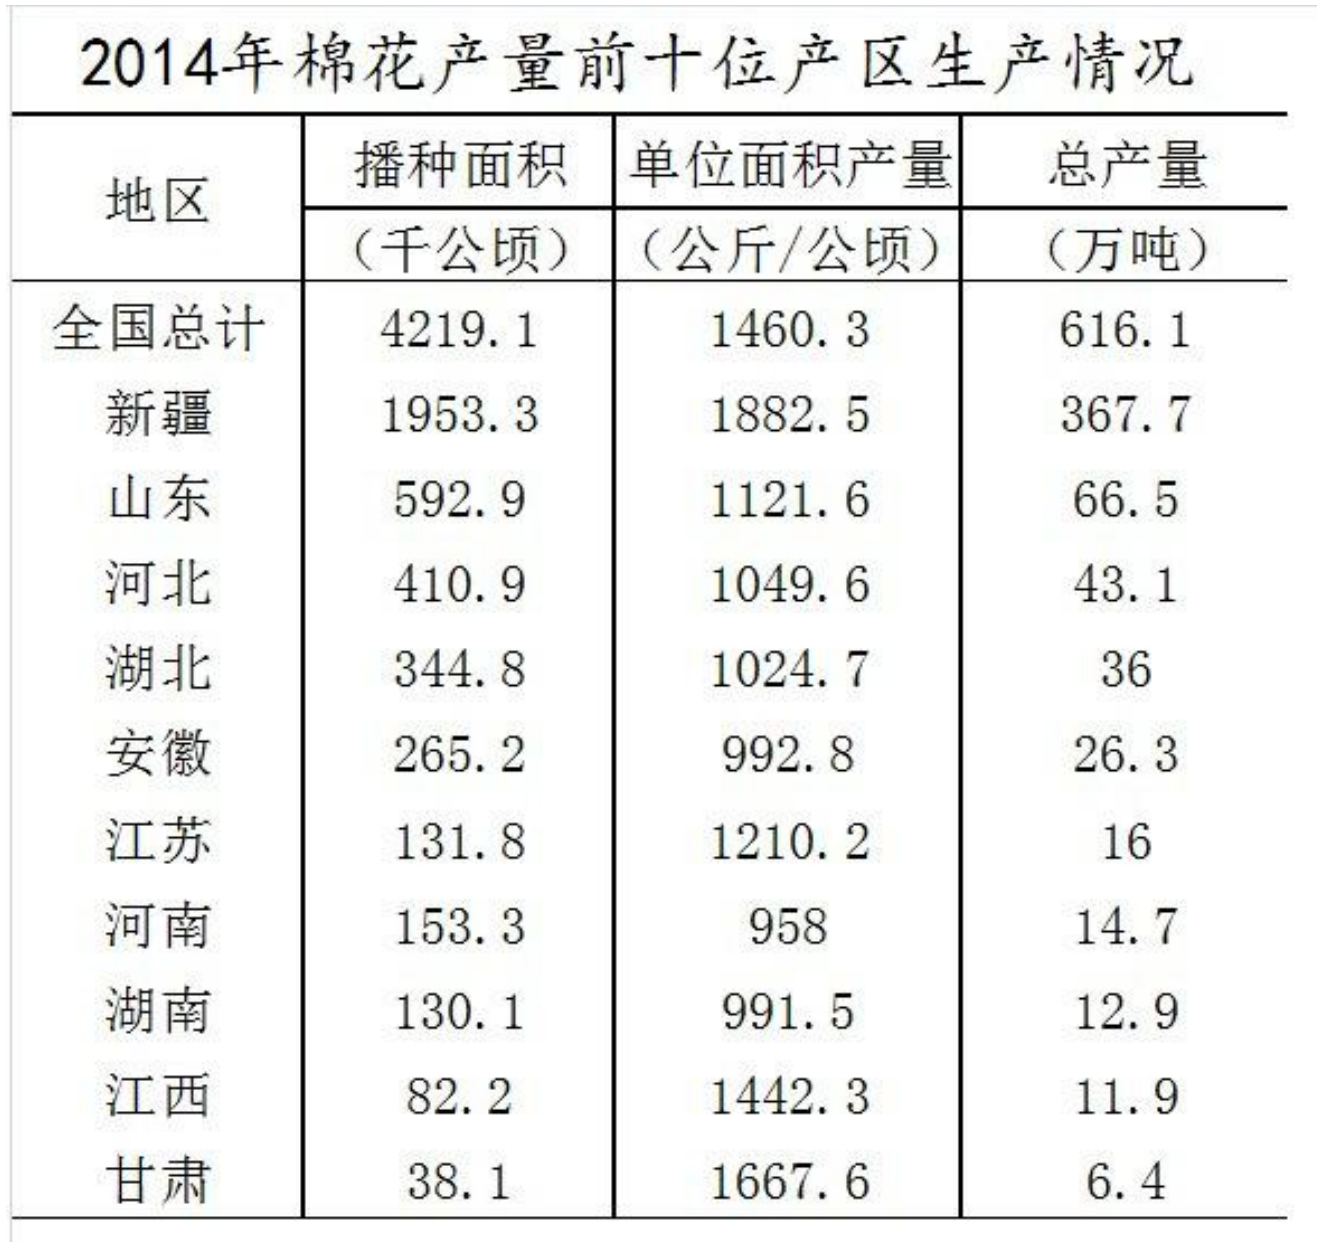 2014年棉花产量前十位产区生产情况
地区 播种面积 单位面积产量 总产量
（千公顷） （公斤/公顷） （万吨）
全国总计 4219.1 1460.3 616.1
新疆 1953.3 1882.5 367.7
山东 592.9 1121.6 66.5
河北 410.9 1049.6 43.1
湖北 344.8 1024.7 36
安徽 265.2 992.8 26.3
江苏 131.8 1210.2 16
河南 153.3 958 14.7
湖南 130.1 991.5 12.9
江西 82.2 1442.3 11.9
甘肃 38.1 1667.6 6.4